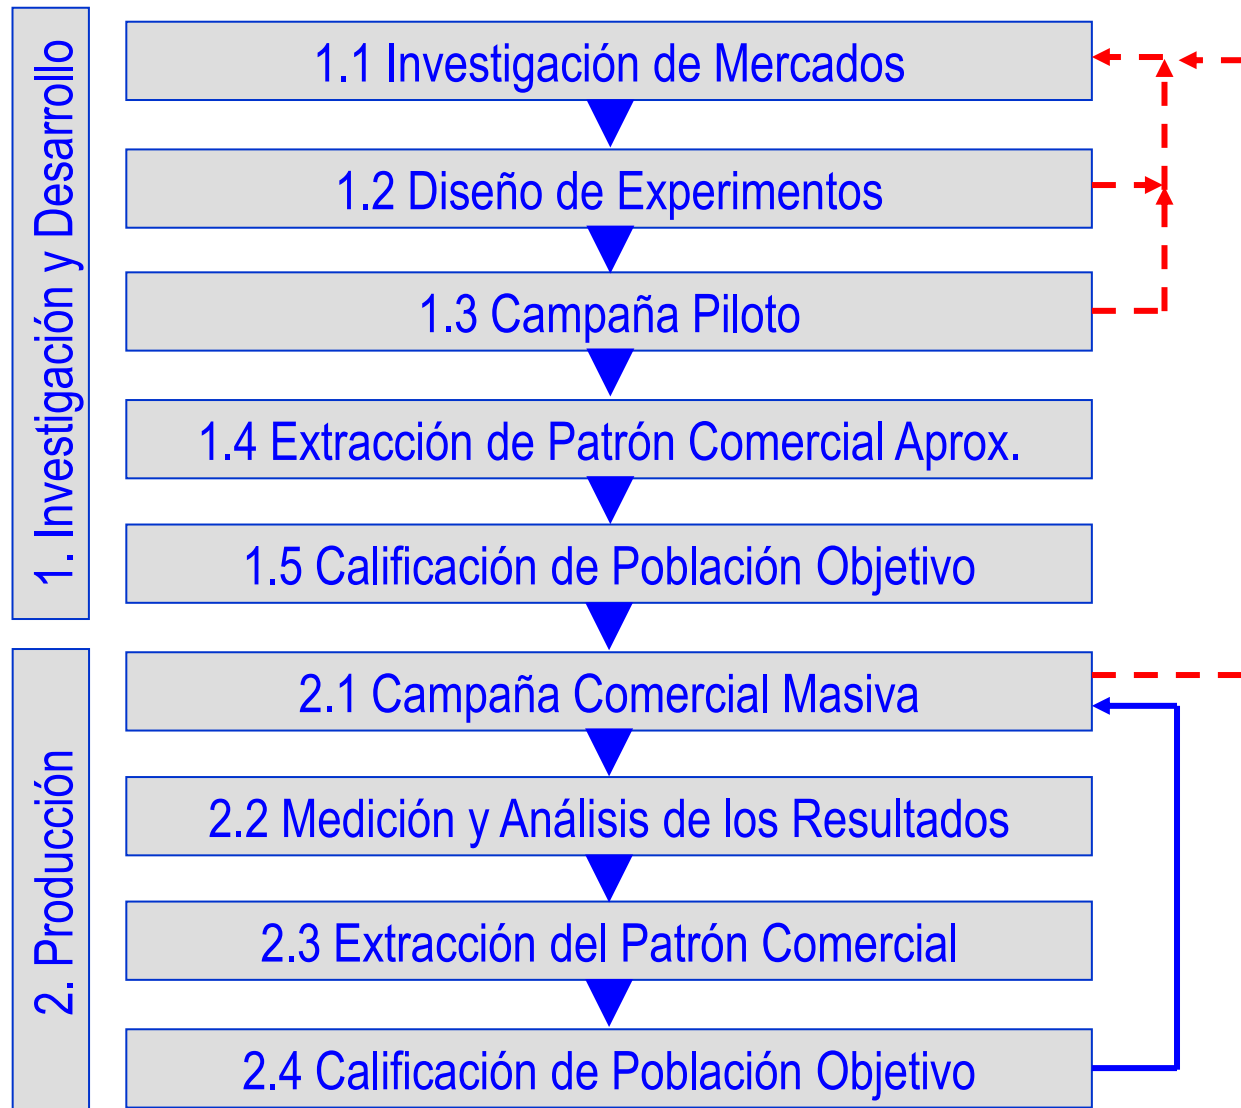 1. Investigación y Desarrollo
1.1 Investigación de Mercados
1.2 Diseño de Experimentos
1.3 Campaña Piloto
1.4 Extracción de Patrón Comercial Aprox.
1.5 Calificación de Población Objetivo
2. Producción
2.1 Campaña Comercial Masiva
2.2 Medición y Análisis de los Resultados
2.3 Extracción del Patrón Comercial
2.4 Calificación de Población Objetivo